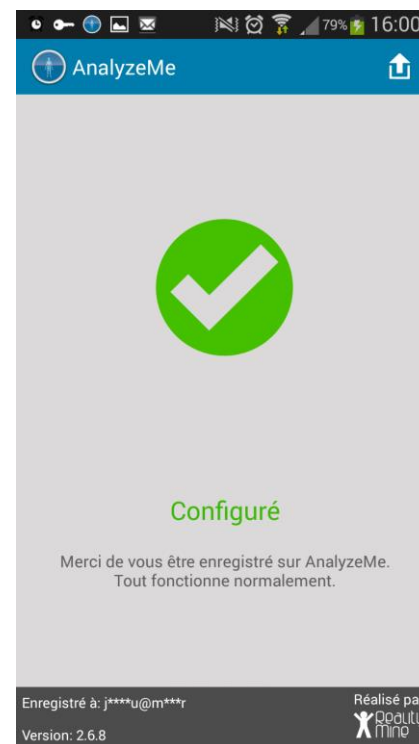 79% 16:00
AnalyzeMe
Configuré
Merci de vous être enregistré sur AnalyzeMe.
Tout fonctionne normalement.
Enregistré à: j****u@m***r
Réalisé pa
Version: 2.6.8
mine